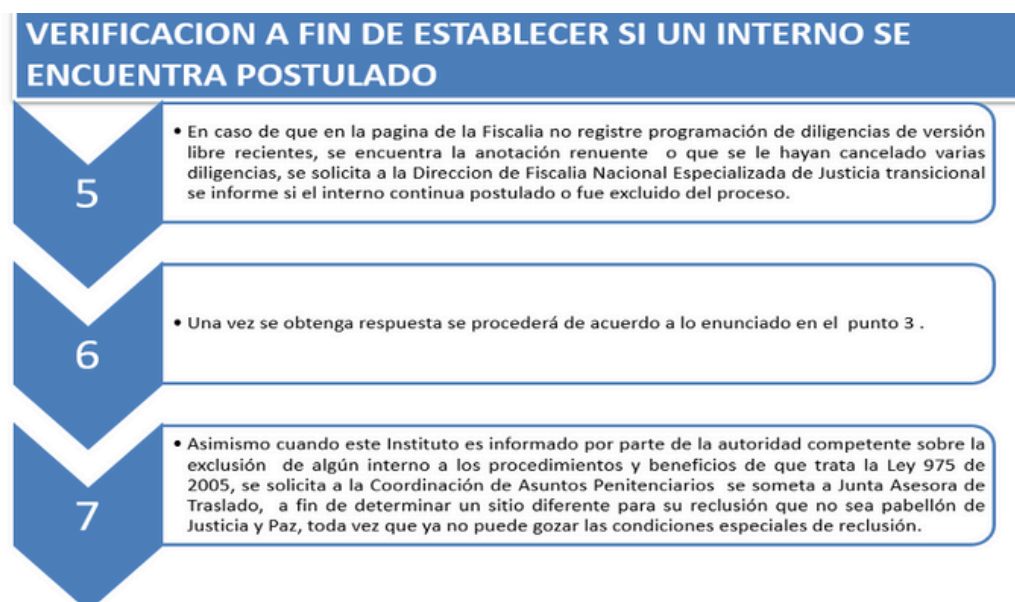 VERIFICACION A FIN DE ESTABLECER SI UN INTERNO SE
ENCUENTRA POSTULADO
5
• En caso de que en la pagina de la Fiscalia no registre programación de diligencias de versión
libre recientes, se encuentra la anotación renuente o que se le hayan cancelado varias
diligencias, se solicita a la Direccion de Fiscalia Nacional Especializada de Justicia transicional
se informe si el interno continua postulado o fue excluido del proceso.
6
• Una vez se obtenga respuesta se procederá de acuerdo a lo enunciado en el punto 3 .
7
• Asimismo cuando este Instituto es informado por parte de la autoridad competente sobre la
exclusión de algún interno a los procedimientos y beneficios de que trata la Ley 975 de
2005, se solicita a la Coordinación de Asuntos Penitenciarios se someta a Junta Asesora de
Traslado, a fin de determinar un sitio diferente para su reclusión que no sea pabellón de
Justicia y Paz, toda vez que ya no puede gozar las condiciones especiales de reclusión.